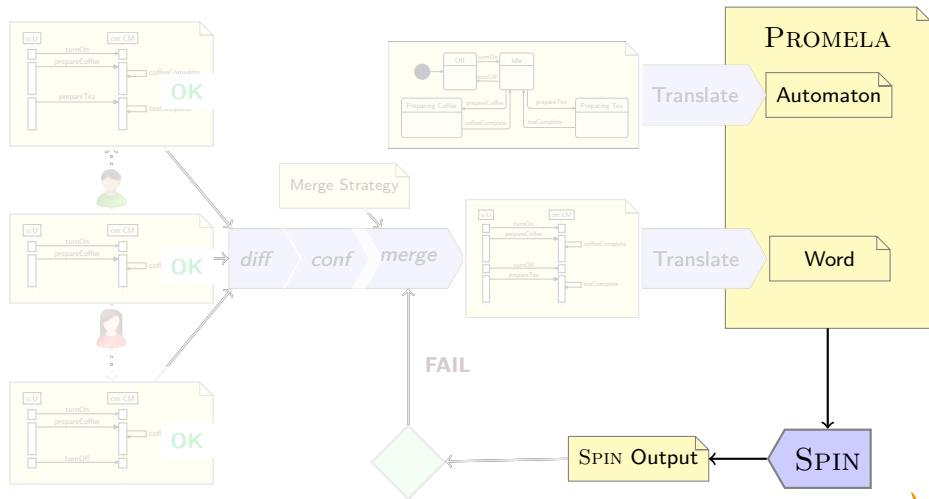 u:U
cm:CM
turnOn
prepareCoffee
coffeeComplete
OK
prepareTea
teaComplete
Off
turnOn
Idle
turnOff
Preparing Coffee
prepareCoffee
coffeeComplete
prepareTea
teaComplete
Preparing Tea
Translate
PROMELA
Automaton
Merge Strategy
u:U
cm:CM
turnOn
prepareCoffee
OK
diff
conf
merge
u:U
cm:CM
turnOn
prepareCoffee
coffeeComplete
turnOff
prepareTea
teaComplete
Translate
Word
FAIL
u:U
cm:CM
turnOn
prepareCoffee
OK
turnOff
SPIN Output
SPIN